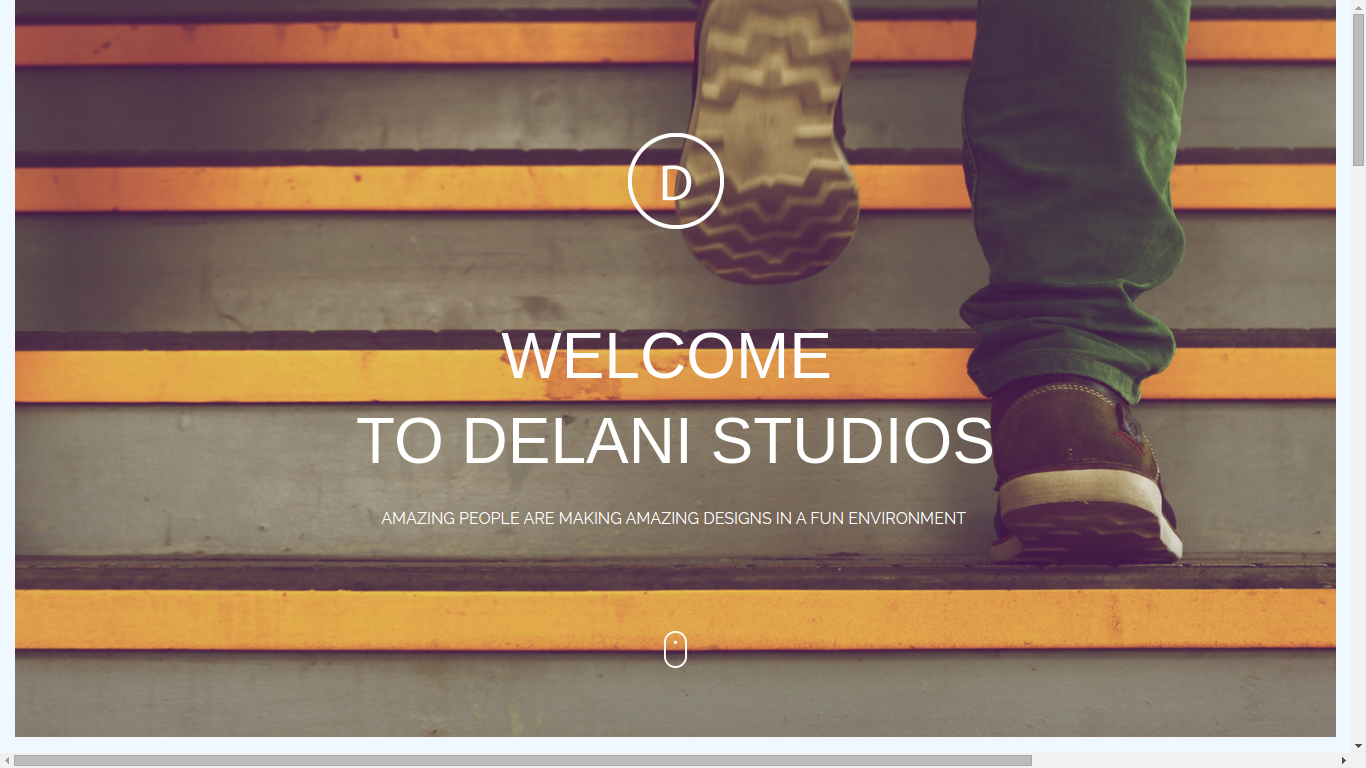 D
WELCOME
TO DELANI STUDIOS
AMAZING PEOPLE ARE MAKING AMAZING DESIGNS IN A FUN ENVIRONMENT